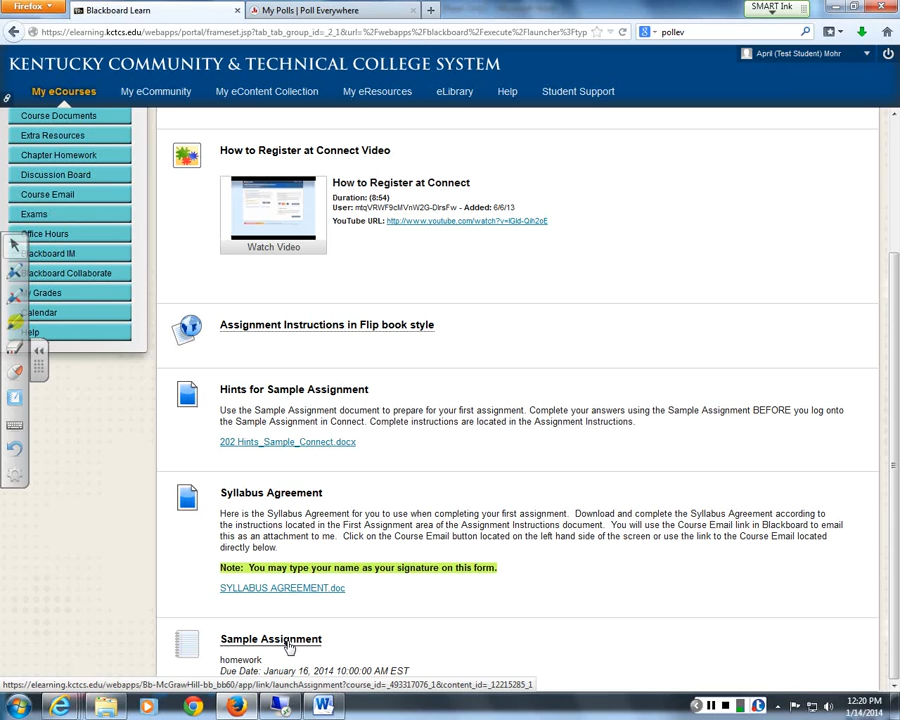 Firefox
Blackboard Learn
My Polls | Poll Everywhere
SMART Ink
https://elearning.kctcs.edu/webapps/portal/frameset.jsp?tab_tab_group_id=_2_1&url=%2Fwebapps%2Fblackboard%2Fexecute%2Flauncher%3Ftyp
pollev
KENTUCKY COMMUNITY & TECHNICAL COLLEGE SYSTEM
April (Test Student) Mohr
My eCourses
My eCommunity
My eContent Collection
My eResources
eLibrary
Help
Student Support
Course Documents
Extra Resources
Chapter Homework
Discussion Board
Course Email
Exams
Office Hours
Blackboard IM
Blackboard Collaborate
My Grades
Calendar
Help
How to Register at Connect Video
How to Register at Connect
Duration: (8:54)
Added: 6/6/13
YouTube URL:
Watch Video
Assignment Instructions in Flip book style
Hints for Sample Assignment
Use the Sample Assignment document to prepare for your first assignment. Complete your answers using the Sample Assignment BEFORE you log onto
the Sample Assignment in Connect. Complete instructions are located in the Assignment Instructions.
202 Hints_Sample_Connect.docx
Syllabus Agreement
Here is the Syllabus Agreement for you to use when completing your first assignment. Download and complete the Syllabus Agreement according to
the instructions located in the First Assignment area of the Assignment Instructions document. You will use the Course Email link in Blackboard to email
this as an attachment to me. Click on the Course Email button located on the left hand side of the screen or use the link to the Course Email located
directly below.
Note: You may type your name as your signature on this form.
SYLLABUS AGREEMENT.doc
Sample Assignment
homework
Due Date: January 16, 2014 10:00:00 AM EST
https://elearning.kctcs.edu/webapps/Bb-McGrawHill-bb_bb60/app/link/launchAssignment?course_id=_493317076_1&content_id=_12215285_1
12:20 PM
1/14/2014